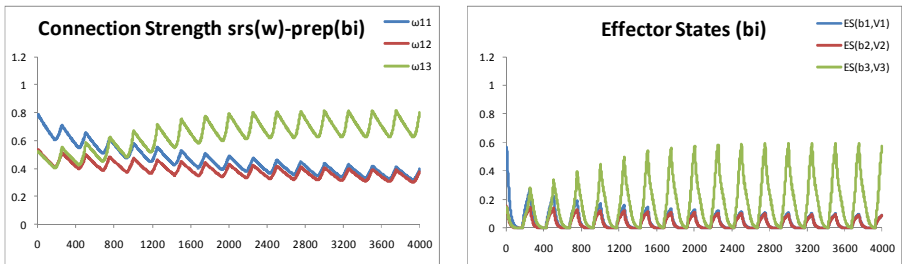 Connection Strength srs(w)-prep(bi)
ω11
ω12
ω13
1.2
1
0.8
0.6
0.4
0.2
0
0 400 800 1200 1600 2000 2400 2800 3200 3600 4000
Effector States (bi)
ES(b1,V1)
ES(b2,V2)
ES(b3,V3)
1.2
1
0.8
0.6
0.4
0.2
0
0 400 800 1200 1600 2000 2400 2800 3200 3600 4000